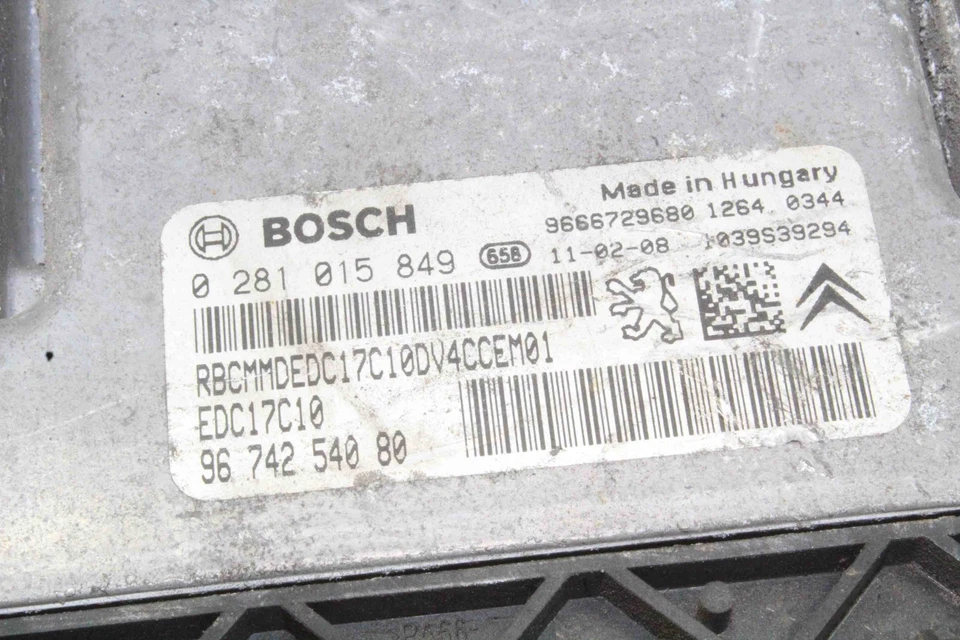 BOSCH
Made in Hungary
9666729680 1264 0344
0 281 015 849 658 11-02-08 1039S39294
RBCMMDEDC17C10DV4CCEM01
EDC17C10
96 742 540 80